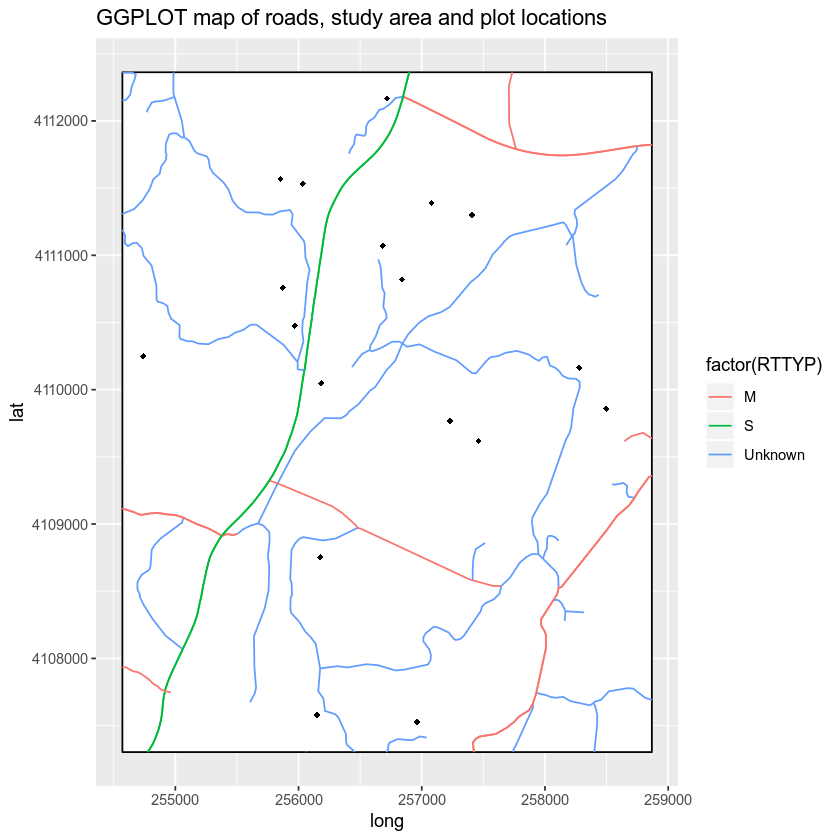 GGPLOT map of roads, study area and plot locations
4112000
4111000
4110000
4109000
4108000
lat
255000
256000
257000
258000
259000
long
factor(RTTYP)
M
S
Unknown